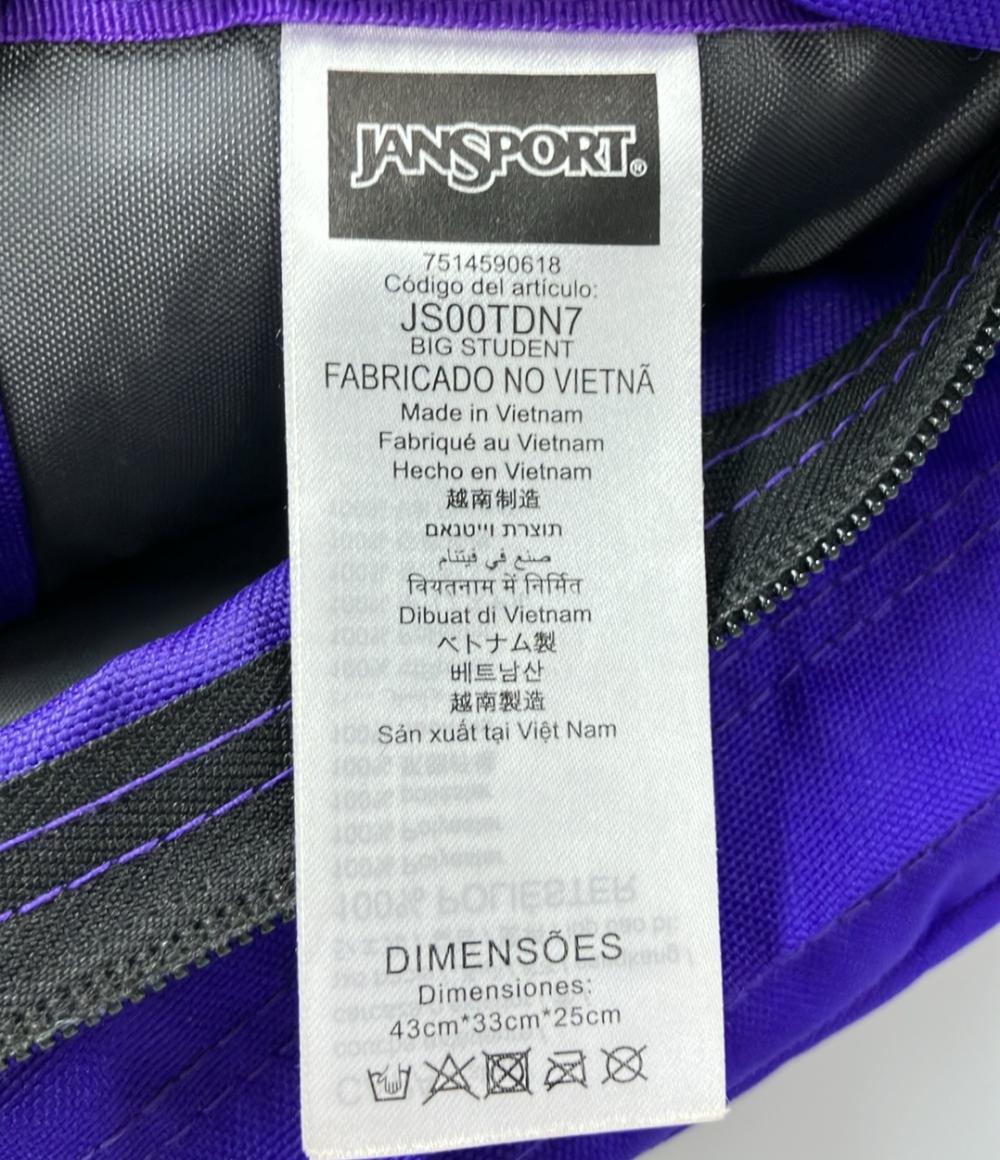 JANSPORT®
7514590618
Código del artículo:
JS00TDN7
BIG STUDENT
FABRICADO NO VIETNÃ
Made in Vietnam
Fabriqué au Vietnam
Hecho en Vietnam
越南制造
תוצרת וייטנאם
صنع في فيتنام
वियतनाम में निर्मित
Dibuat di Vietnam
ベトナム製
베트남산
越南製造
Sản xuất tại Việt Nam
100% POLIÉSTER
DIMENSÕES
Dimensiones:
43cm*33cm*25cm